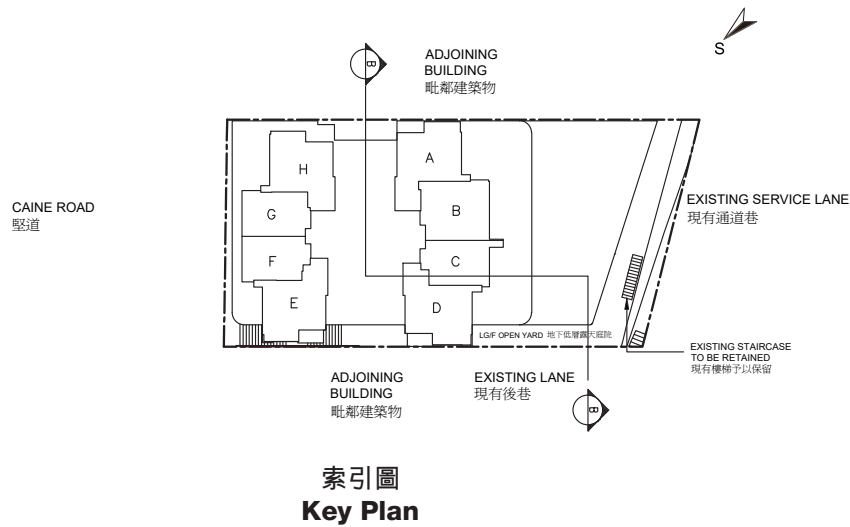 S
B
ADJOINING
BUILDING
毗鄰建築物
A
H
B
G
C
F
E
D
CAINE ROAD
堅道
EXISTING SERVICE LANE
現有通道巷
LG/F OPEN YARD 地下低層露天庭院
EXISTING STAIRCASE
TO BE RETAINED
現有樓梯予以保留
ADJOINING
BUILDING
毗鄰建築物
EXISTING LANE
現有後巷
B
索引圖
Key Plan